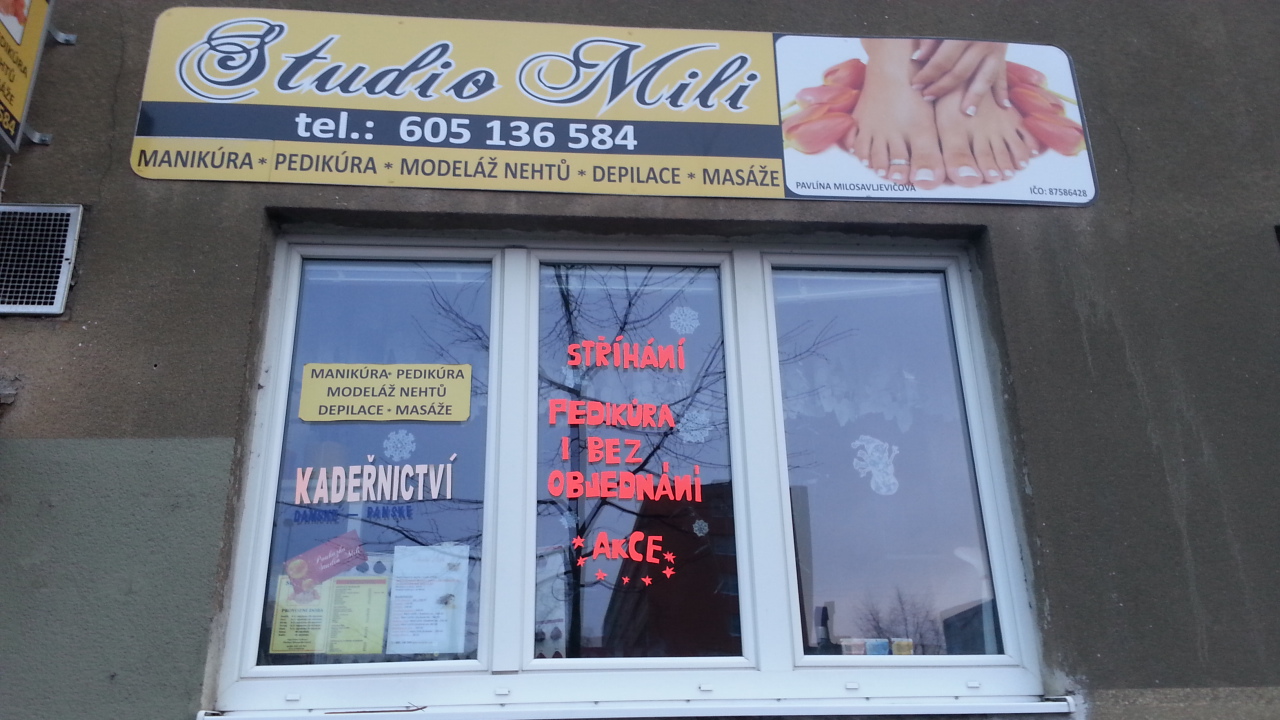 Studio Mili
tel.: 605 136 584
MANIKÚRA * PEDIKÚRA * MODELÁŽ NEHTŮ * DEPILACE * MASÁŽE
PAVLÍNA MILOSAVLJEVIČOVÁ
IČO: 87586428
MANIKÚRA * PEDIKÚRA
MODELÁŽ NEHTŮ
DEPILACE * MASÁŽE
KADEŘNICTVÍ
DÁMSKÉ - PÁNSKÉ
STŘÍHÁNÍ
PEDIKÚRA
I BEZ
OBJEDNÁNÍ
AKCE